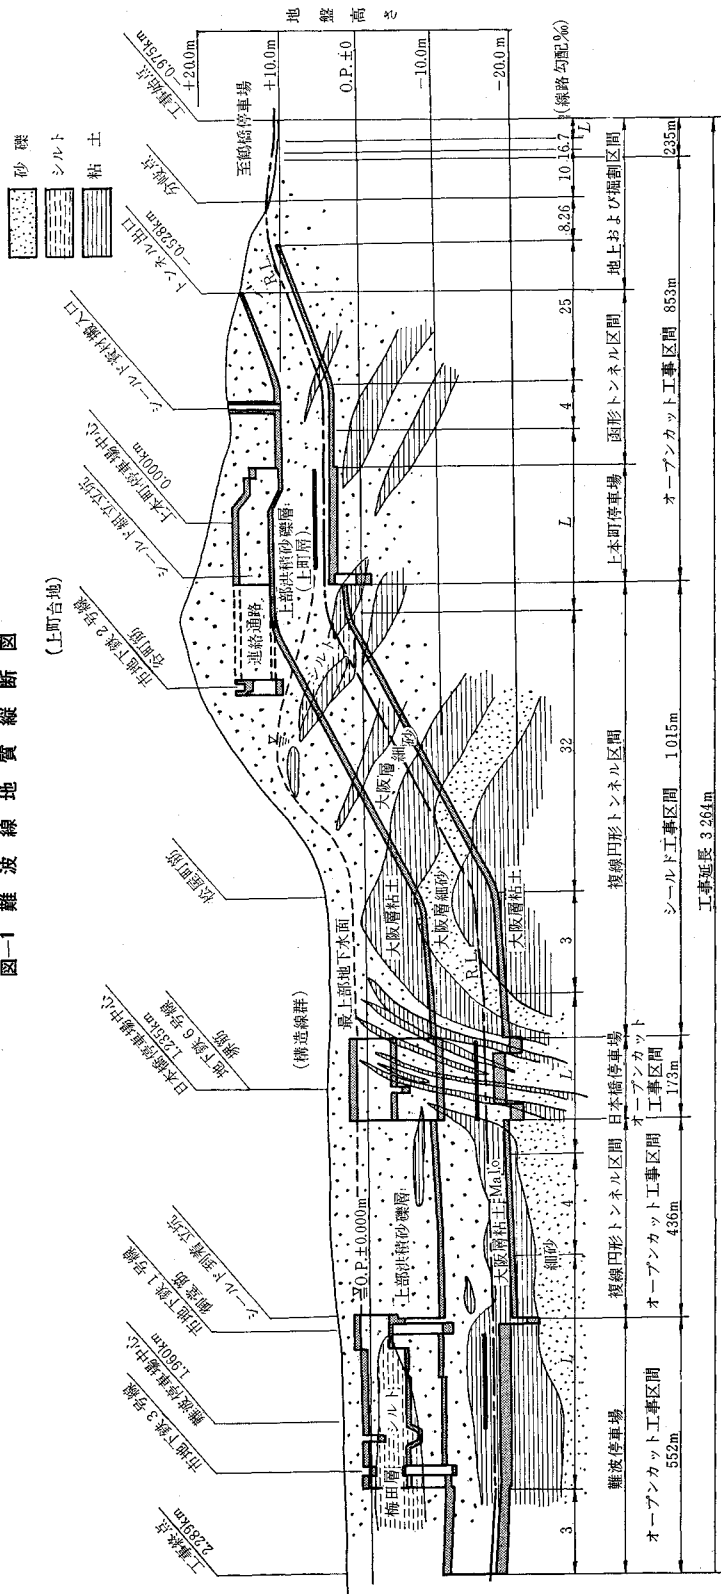 図―1 難波線地質縦断図
砂礫
シルト
粘土
地盤高さ
+20.0m
+10.0m
O.P.±0
-10.0m
-20.0m
(線路勾配‰)
(上町台地)
(構造線群)
工事終点
2.289km
市地下鉄3号線
難波停車場中心
1.960km
市地下鉄1号線
御堂筋
シールド到着立坑
日本橋停車場中心
1.235km
地下鉄6号線
堺筋
松屋町筋
市地下鉄2号線
谷町筋
シールド組立立坑
上本町停車場中心
0.000km
シールド資材搬入口
トンネル出口
-0.528km
分岐点
工事始点
-0.975km
至鶴橋停車場
R.L.
最上部地下水面
O.P.±0.000m
連絡通路
上部洪積砂礫層
(上町層)
シルト
大阪層
細砂
大阪層粘土
大阪層細砂
大阪層粘土
R.L.
上部洪積砂礫層
大阪層粘土
細砂
梅田層
シルト
3
L
4
L
3
32
L
4
25
8.26
10
16.7
L
難波停車場
複線円形トンネル区間
日本橋停車場
複線円形トンネル区間
上本町停車場
函形トンネル区間
地上および掘割区間
オープンカット工事区間
552m
オープンカット工事区間
436m
オープンカット
工事区間
173m
シールド工事区間 1015m
オープンカット工事区間 853m
235m
工事延長 3264m